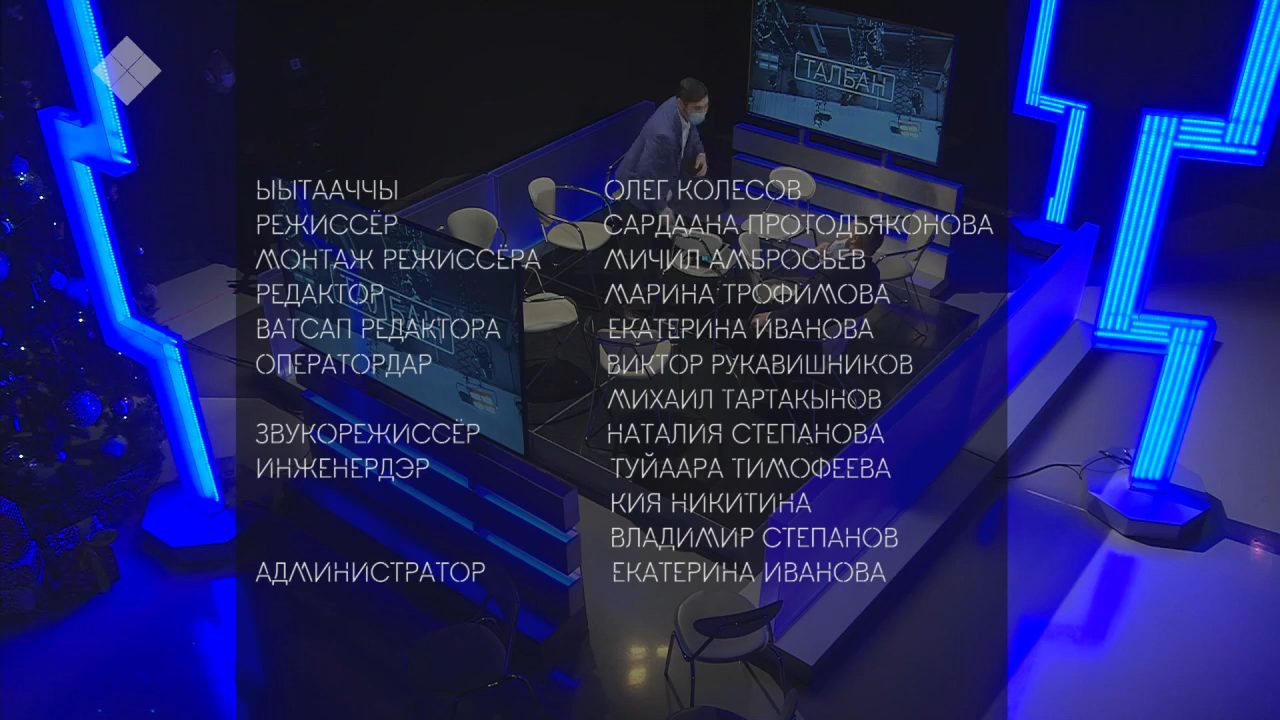 ТАЛБАН
ЫЫТААЧЧЫ ОЛЕГ КОЛЕСОВ
РЕЖИССЁР САРДААНА ПРОТОДЬЯКОНОВА
МОНТАЖ РЕЖИССЁРА МИЧИЛ АМБРОСЬЕВ
РЕДАКТОР МАРИНА ТРОФИМОВА
ВАТСАП РЕДАКТОРА ЕКАТЕРИНА ИВАНОВА
ОПЕРАТОРДАР ВИКТОР РУКАВИШНИКОВ
МИХАИЛ ТАРТАКЫНОВ
ЗВУКОРЕЖИССЁР НАТАЛИЯ СТЕПАНОВА
ИНЖЕНЕРДЭР ТУЙААРА ТИМОФЕЕВА
КИЯ НИКИТИНА
ВЛАДИМИР СТЕПАНОВ
АДМИНИСТРАТОР ЕКАТЕРИНА ИВАНОВА